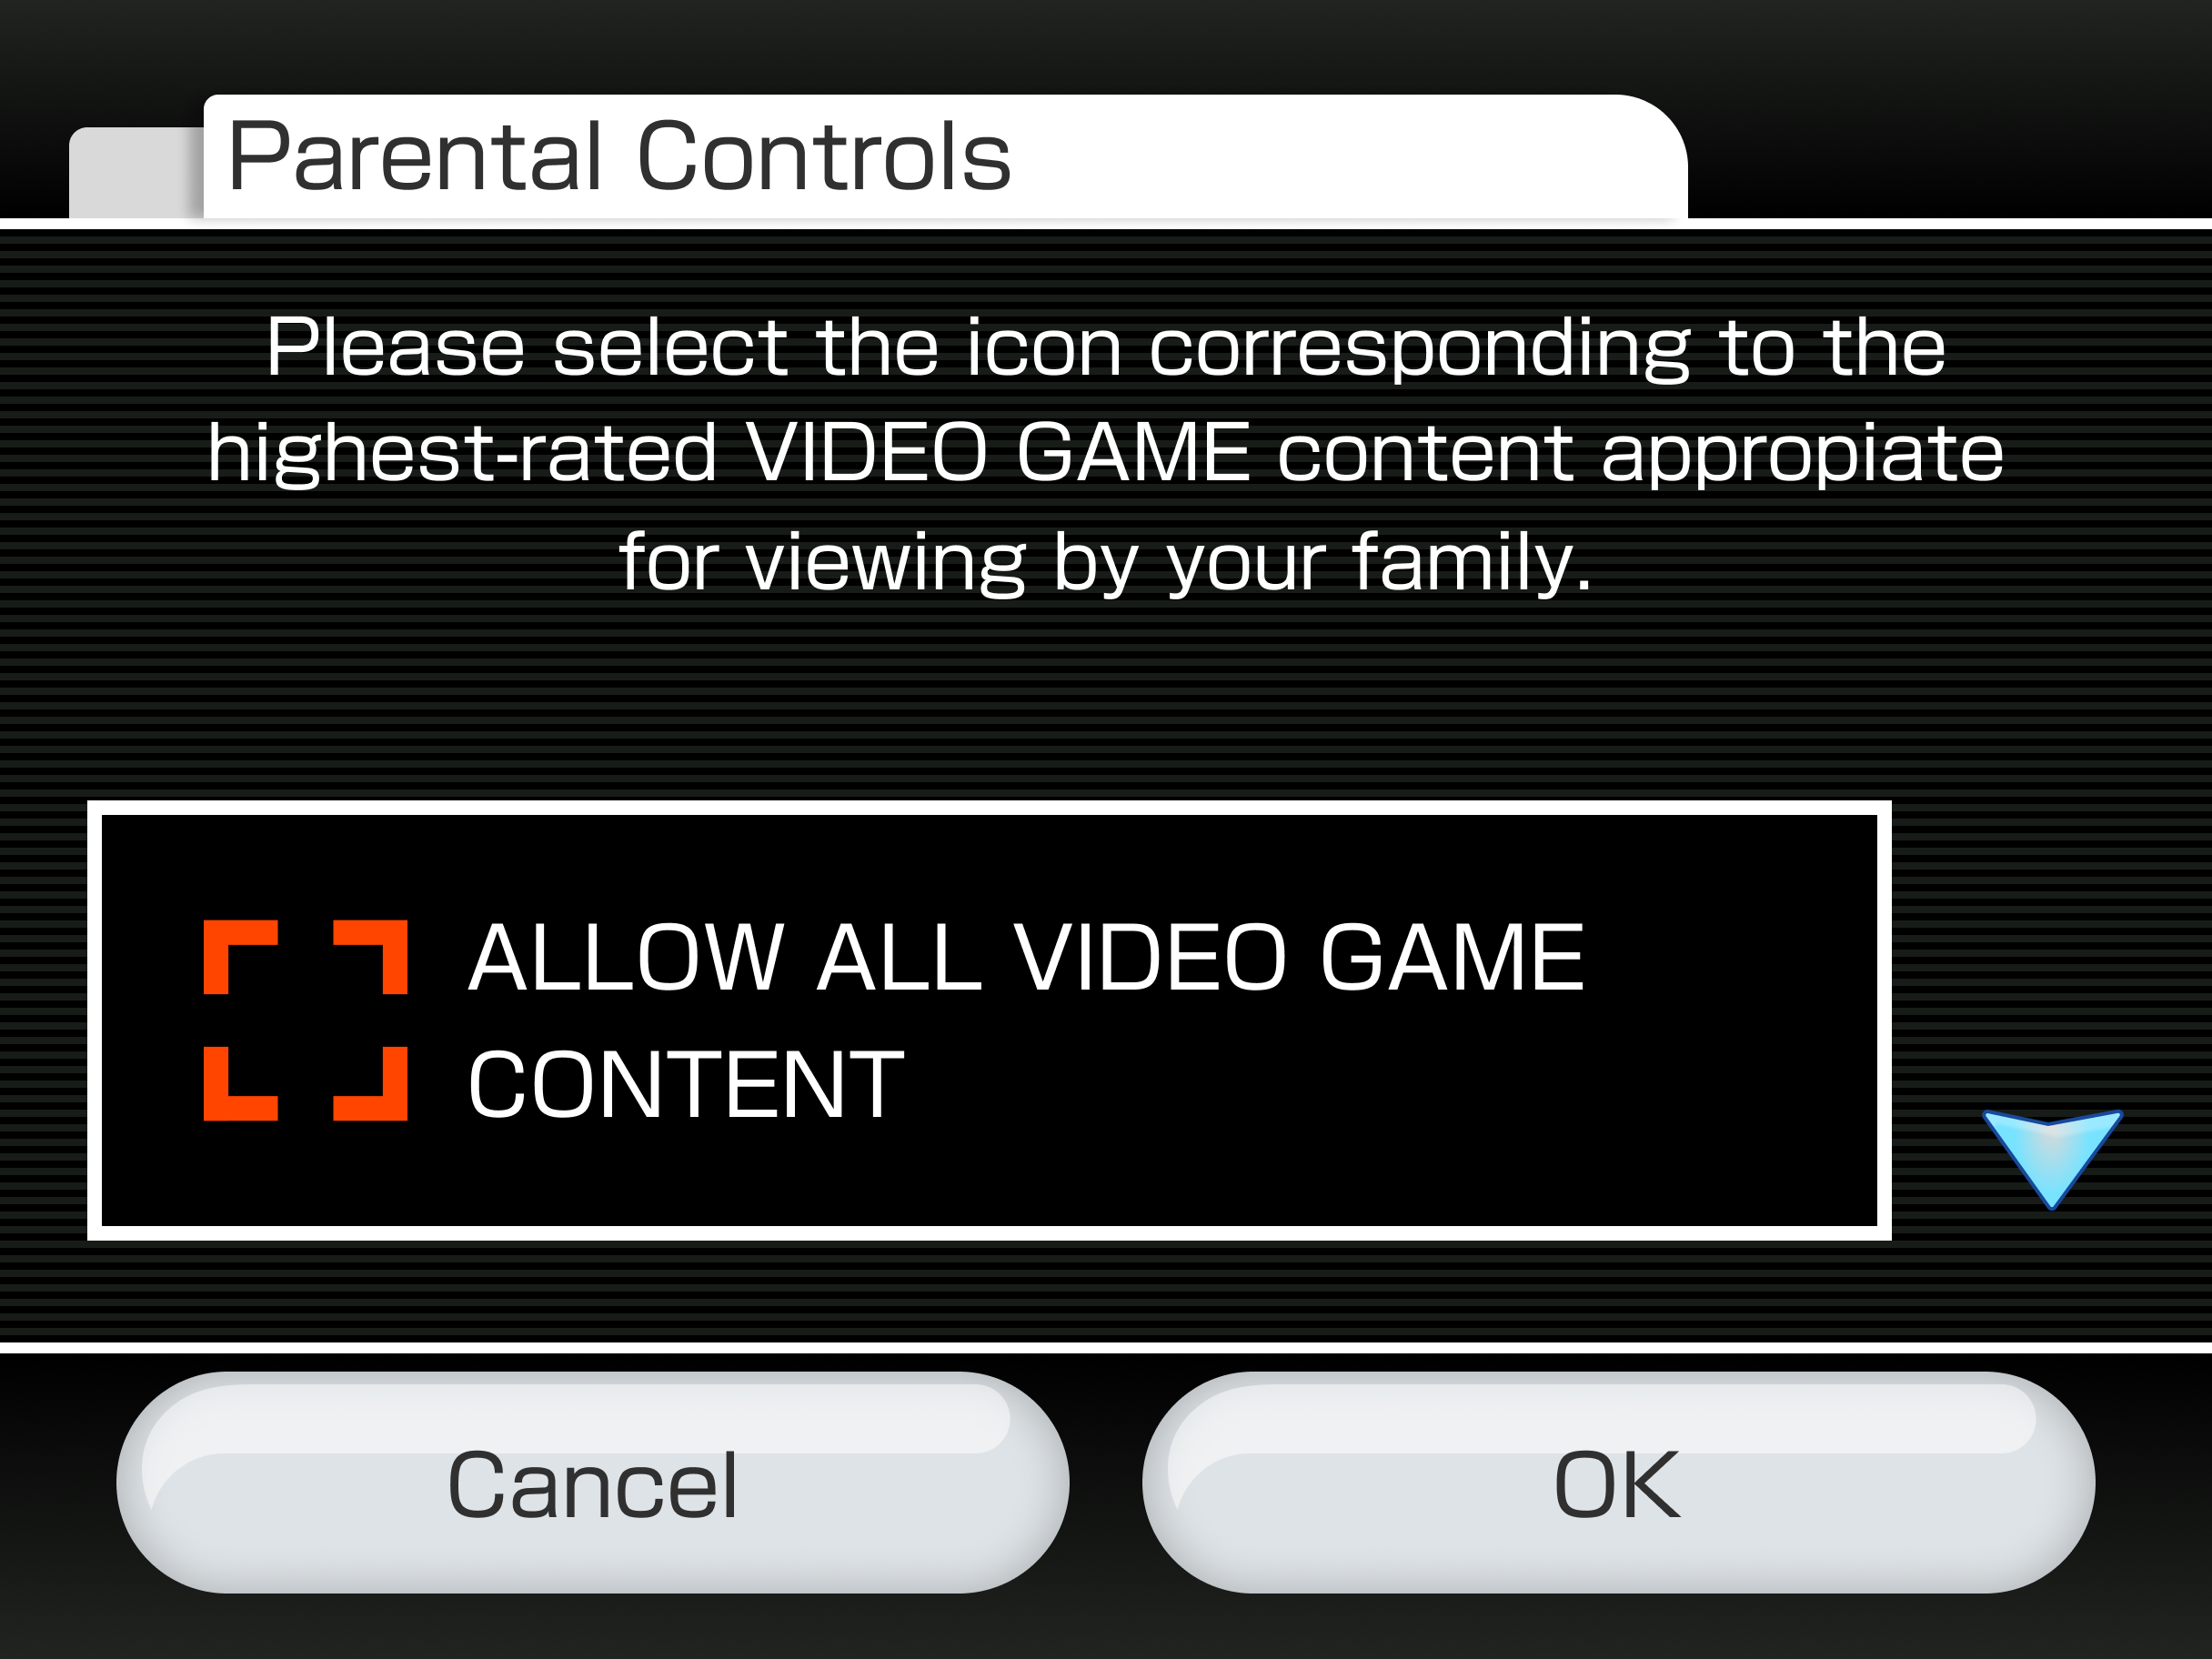 Parental Controls
Please select the icon corresponding to the
highest-rated VIDEO GAME content appropiate
for viewing by your family.
ALLOW ALL VIDEO GAME
CONTENT
Cancel
OK